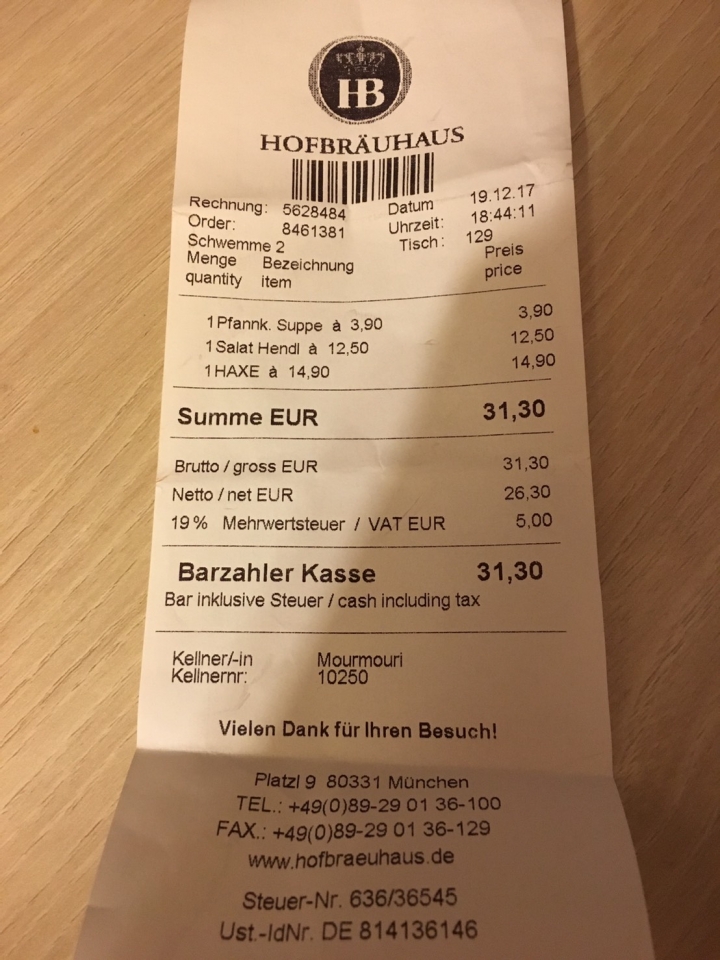 HB
HOFBRÄUHAUS
Rechnung: 5628484 Datum 19.12.17
Order: 8461381 Uhrzeit: 18:44:11
Schwemme 2 Tisch: 129
Menge Bezeichnung Preis
quantity item price
1 Pfannk. Suppe à 3,90 3,90
1 Salat Hendl à 12,50 12,50
1 HAXE à 14,90 14,90
Summe EUR 31,30
Brutto / gross EUR 31,30
Netto / net EUR 26,30
19 % Mehrwertsteuer / VAT EUR 5,00
Barzahler Kasse 31,30
Bar inklusive Steuer / cash including tax
Kellner/-in Mourmouri
Kellnernr: 10250
Vielen Dank für Ihren Besuch!
Platzl 9 80331 München
TEL.: +49(0)89-29 01 36-100
FAX.: +49(0)89-29 01 36-129
www.hofbraeuhaus.de
Steuer-Nr. 636/36545
Ust.-IdNr. DE 814136146